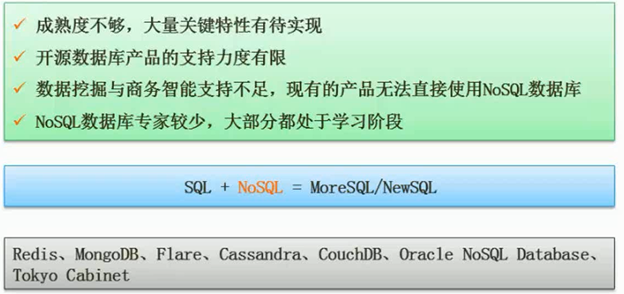 ✓ 成熟度不够，大量关键特性有待实现
✓ 开源数据库产品的支持力度有限
✓ 数据挖掘与商务智能支持不足，现有的产品无法直接使用NoSQL数据库
✓ NoSQL数据库专家较少，大部分都处于学习阶段
SQL + NoSQL = MoreSQL/NewSQL
Redis、MongoDB、Flare、Cassandra、CouchDB、Oracle NoSQL Database、
Tokyo Cabinet